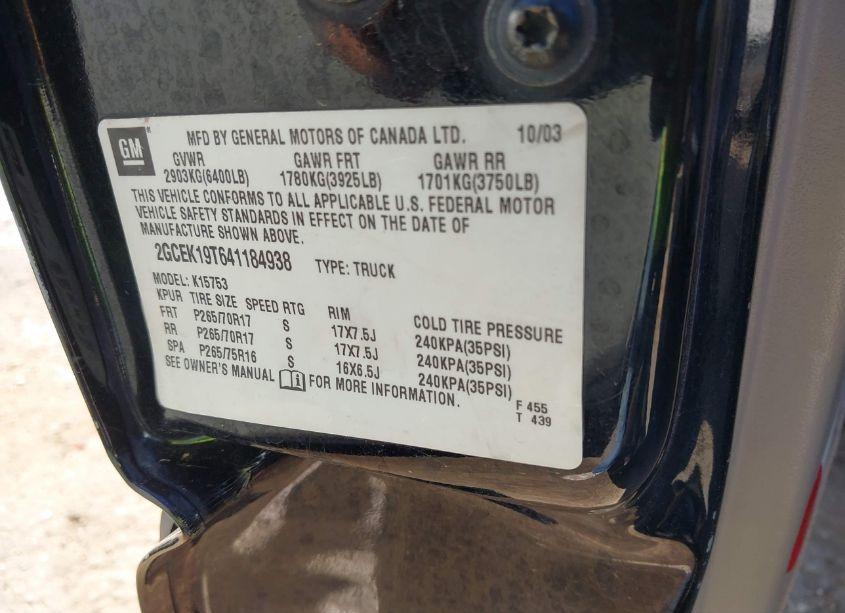 GM
MFD BY GENERAL MOTORS OF CANADA LTD. 10/03
GVWR GAWR FRT GAWR RR
2903KG(6400LB) 1780KG(3925LB) 1701KG(3750LB)
THIS VEHICLE CONFORMS TO ALL APPLICABLE U.S. FEDERAL MOTOR
VEHICLE SAFETY STANDARDS IN EFFECT ON THE DATE OF
MANUFACTURE SHOWN ABOVE.
2GCEK19T641184938 TYPE: TRUCK
MODEL: K15753
KPUR TIRE SIZE SPEED RTG RIM COLD TIRE PRESSURE
FRT P265/70R17 S 17X7.5J 240KPA(35PSI)
RR P265/70R17 S 17X7.5J 240KPA(35PSI)
SPA P265/75R16 S 16X6.5J 240KPA(35PSI)
SEE OWNER'S MANUAL FOR MORE INFORMATION.
F 455
T 439